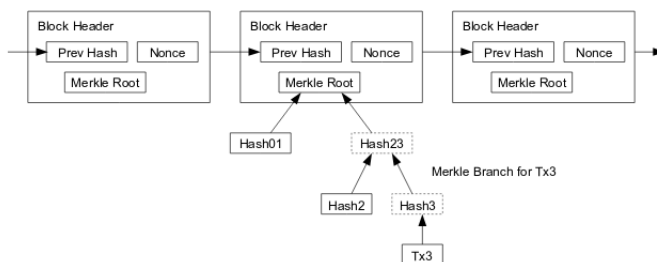 Block Header
Block Header
Block Header
Prev Hash
Nonce
Prev Hash
Nonce
Prev Hash
Nonce
Merkle Root
Merkle Root
Merkle Root
Hash01
Hash23
Merkle Branch for Tx3
Hash2
Hash3
Tx3